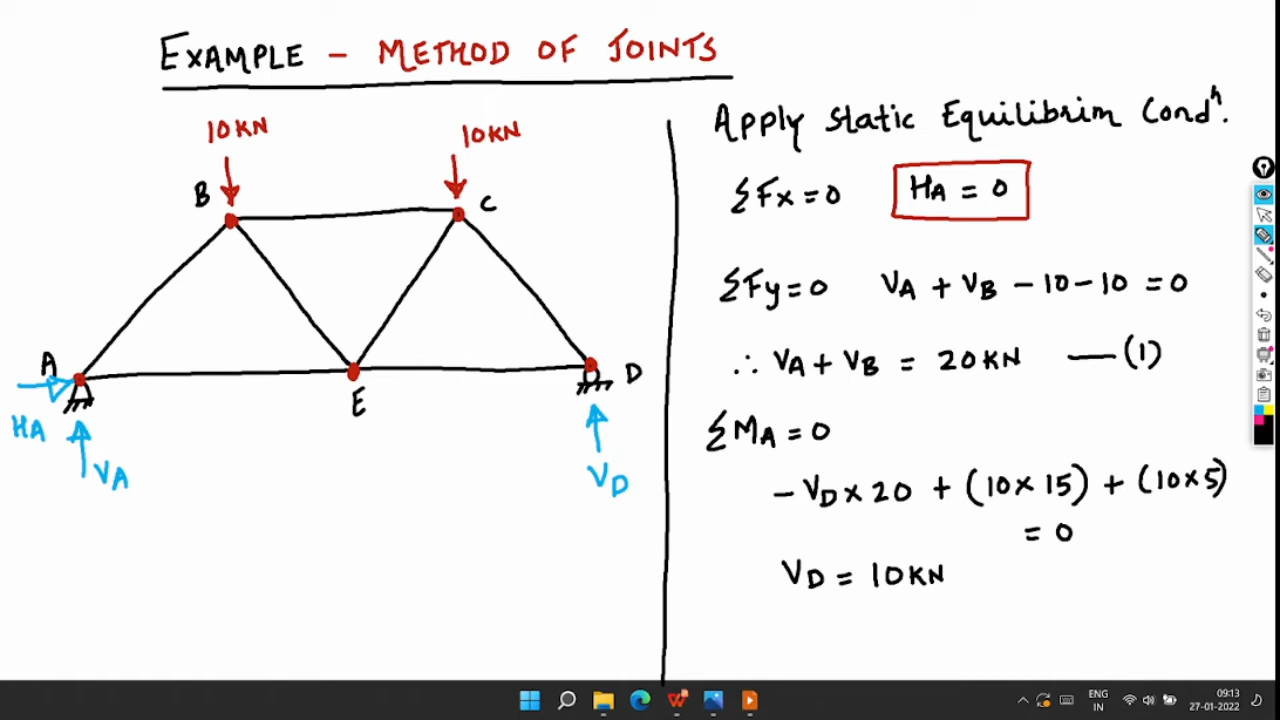 EXAMPLE - METHOD OF JOINTS
10KN
10KN
B
C
A
E
D
HA
VA
VD
Apply Static Equilibrim Condⁿ.
ΣFx = 0 HA = 0
ΣFy = 0 VA + VB - 10 - 10 = 0
∴ VA + VB = 20KN —(1)
ΣMA = 0
- VD x 20 + (10 x 15) + (10 x 5)
= 0
VD = 10KN
ENG
IN
09:13
27-01-2022